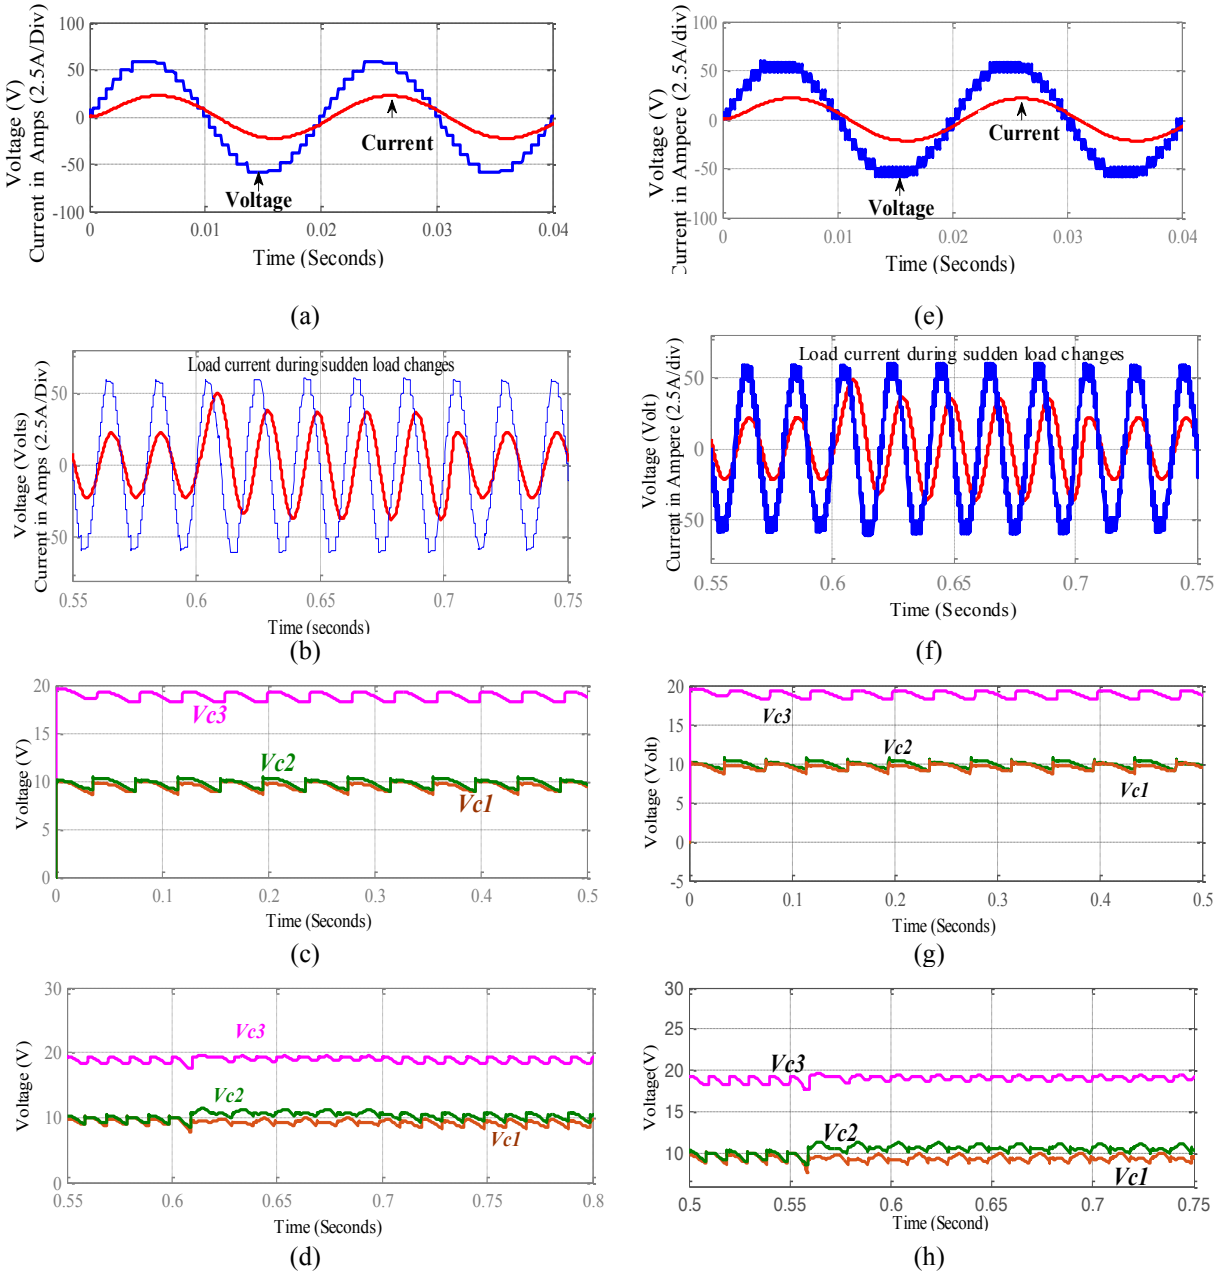 Voltage (V)
Current in Amps (2.5A/Div)
100
50
0
-50
-100
Current
Voltage
0
0.01
0.02
0.03
0.04
Time (Seconds)
(a)
Voltage (V)
Current in Ampere (2.5A/div)
100
50
0
-50
-100
Current
Voltage
0
0.01
0.02
0.03
0.04
Time (Seconds)
(e)
Voltage (Volts)
Current in Amps (2.5A/Div)
Load current during sudden load changes
50
0
-50
0.55
0.6
0.65
0.7
0.75
Time (seconds)
(b)
Voltage (Volt)
Current in Ampere (2.5A/div)
Load current during sudden load changes
50
0
-50
0.55
0.6
0.65
0.7
0.75
Time (Seconds)
(f)
Voltage (V)
20
15
10
5
0
Vc3
Vc2
Vc1
0
0.1
0.2
0.3
0.4
0.5
Time (Seconds)
(c)
Voltage (Volt)
20
15
10
5
0
-5
Vc3
Vc2
Vc1
0
0.1
0.2
0.3
0.4
0.5
Time (Seconds)
(g)
Voltage (V)
30
20
10
0
Vc3
Vc2
Vc1
0.55
0.6
0.65
0.7
0.75
0.8
Time (Seconds)
(d)
Voltage(V)
30
25
20
15
10
Vc3
Vc2
Vc1
0.5
0.55
0.6
0.65
0.7
0.75
Time (Second)
(h)